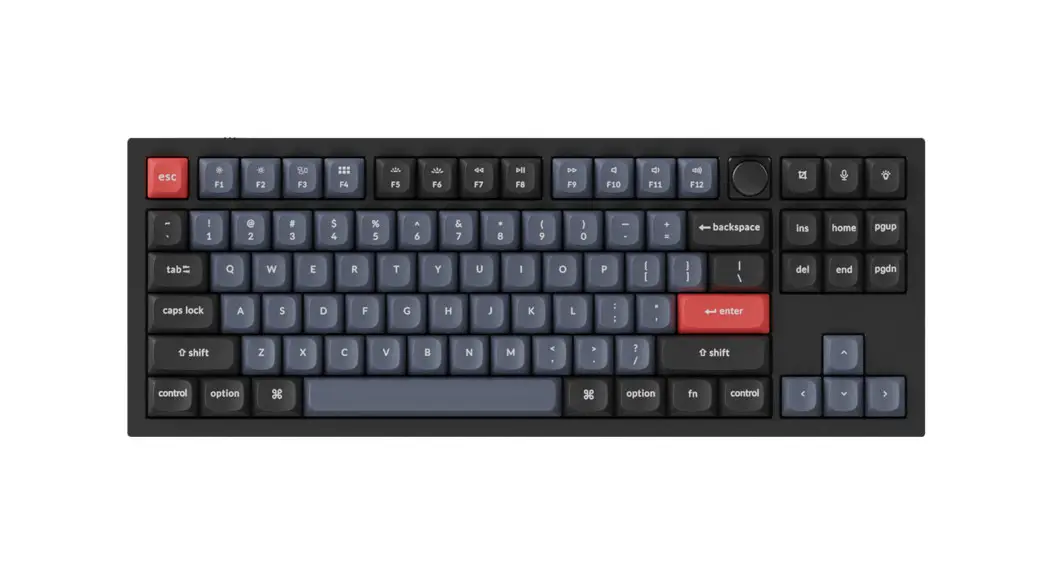 esc F1 F2 F3 F4 F5 F6 F7 F8 F9 F10 F11 F12
~ ! @ # $ % ^ & * ( ) — +
` 1 2 3 4 5 6 7 8 9 0 - = backspace ins home pgup
tab Q W E R T Y U I O P { } | del end pgdn
[ ] \
caps lock A S D F G H J K L : " enter
; '
shift Z X C V B N M < > ? shift
, . /
control option ⌘ ⌘ option fn control